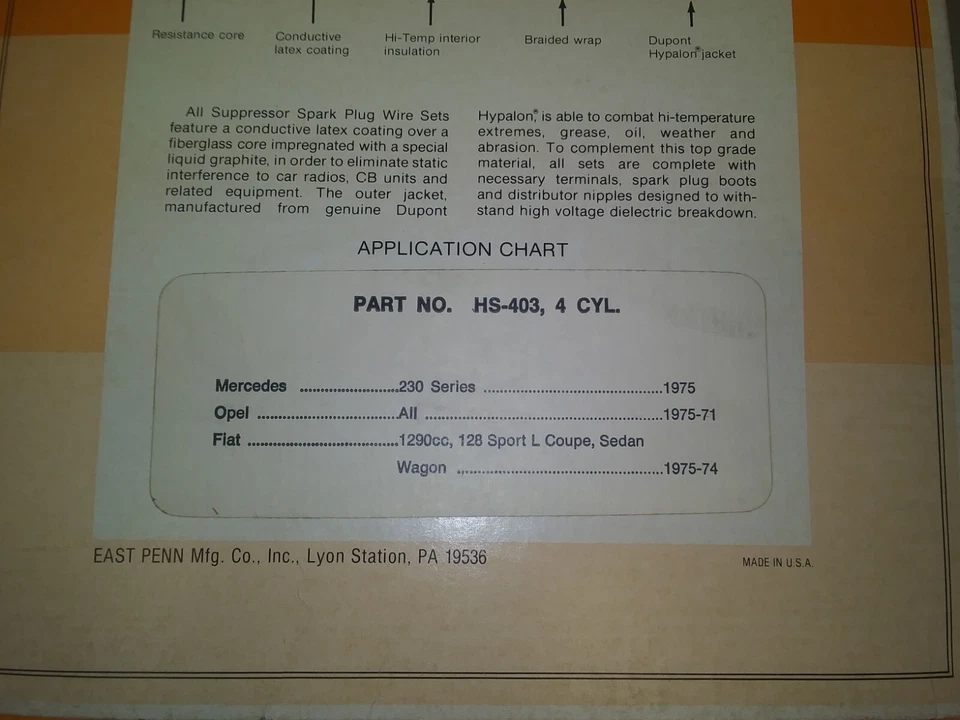 Resistance core
Conductive
latex coating
Hi-Temp interior
insulation
Braided wrap
Dupont
Hypalon* jacket
All Suppressor Spark Plug Wire Sets
feature a conductive latex coating over a
fiberglass core impregnated with a special
liquid graphite, in order to eliminate static
interference to car radios, CB units and
related equipment. The outer jacket,
manufactured from genuine Dupont
Hypalon,* is able to combat hi-temperature
extremes, grease, oil, weather and
abrasion. To complement this top grade
material, all sets are complete with
necessary terminals, spark plug boots
and distributor nipples designed to with-
stand high voltage dielectric breakdown.
APPLICATION CHART
PART NO. HS-403, 4 CYL.
Mercedes ........................230 Series ...........................................1975
Opel ..................................All .........................................................1975-71
Fiat .....................................1290cc, 128 Sport L Coupe, Sedan
Wagon ..................................................1975-74
EAST PENN Mfg. Co., Inc., Lyon Station, PA 19536
MADE IN U.S.A.